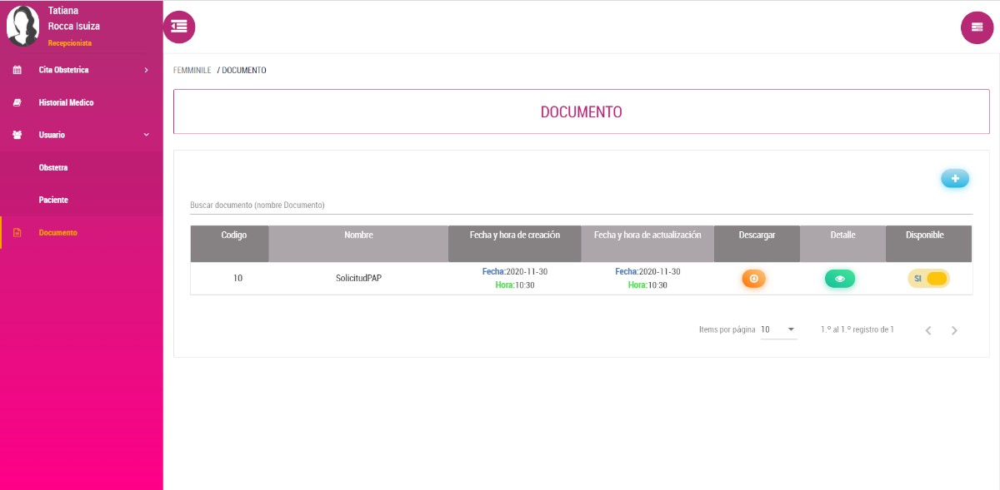 Tatiana
Rocca Isuiza
Recepcionista
Cita Obstetrica
Historial Medico
Usuario
Obstetra
Paciente
Documento
FEMMINILE / DOCUMENTO
DOCUMENTO
Buscar documento (nombre Documento)
Codigo Nombre Fecha y hora de creación Fecha y hora de actualización Descargar Detalle Disponible
10 SolicitudPAP Fecha:2020-11-30 Fecha:2020-11-30 SI
Hora:10:30 Hora:10:30
Items por página 10 1.º al 1.º registro de 1